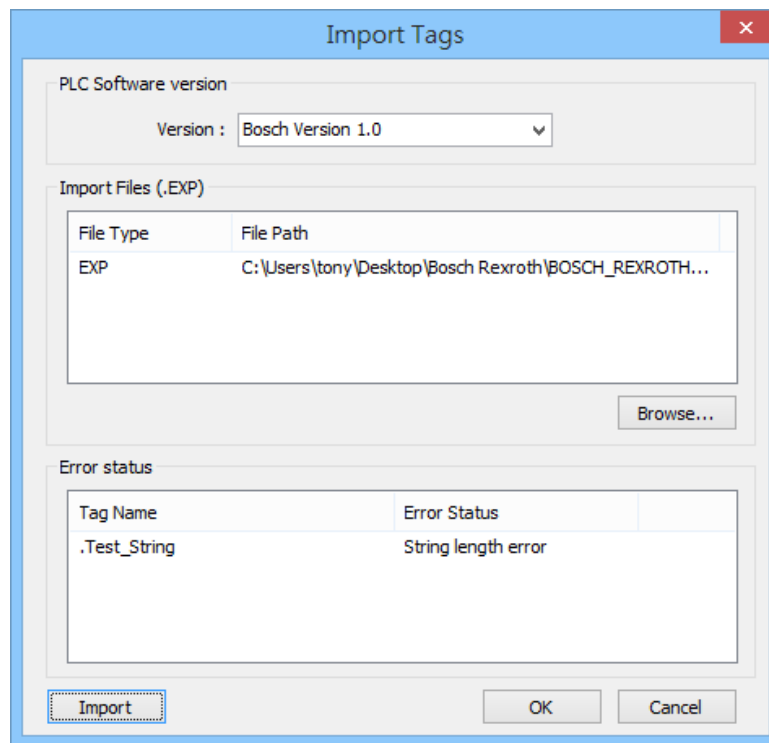 Import Tags
PLC Software version
Version : Bosch Version 1.0
Import Files (.EXP)
File Type File Path
EXP C:\Users\tony\Desktop\Bosch Rexroth\BOSCH_REXROTH...
Browse...
Error status
Tag Name Error Status
.Test_String String length error
Import OK Cancel